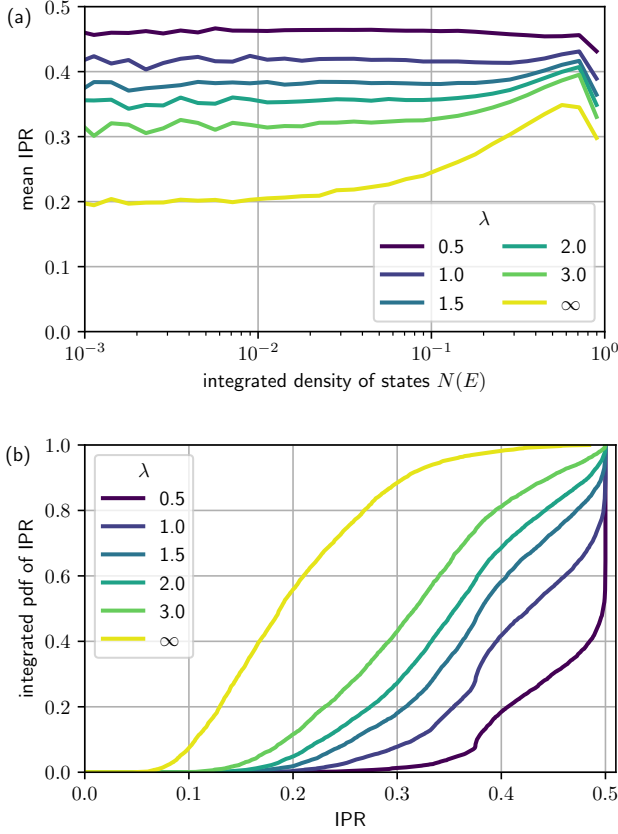 (a)
0.5
0.4
0.3
0.2
0.1
0.0
mean IPR
λ
0.5 2.0
1.0 3.0
1.5 ∞
10⁻³ 10⁻² 10⁻¹ 10⁰
integrated density of states N(E)
(b)
1.0
0.8
0.6
0.4
0.2
0.0
integrated pdf of IPR
λ
0.5
1.0
1.5
2.0
3.0
∞
0.0 0.1 0.2 0.3 0.4 0.5
IPR